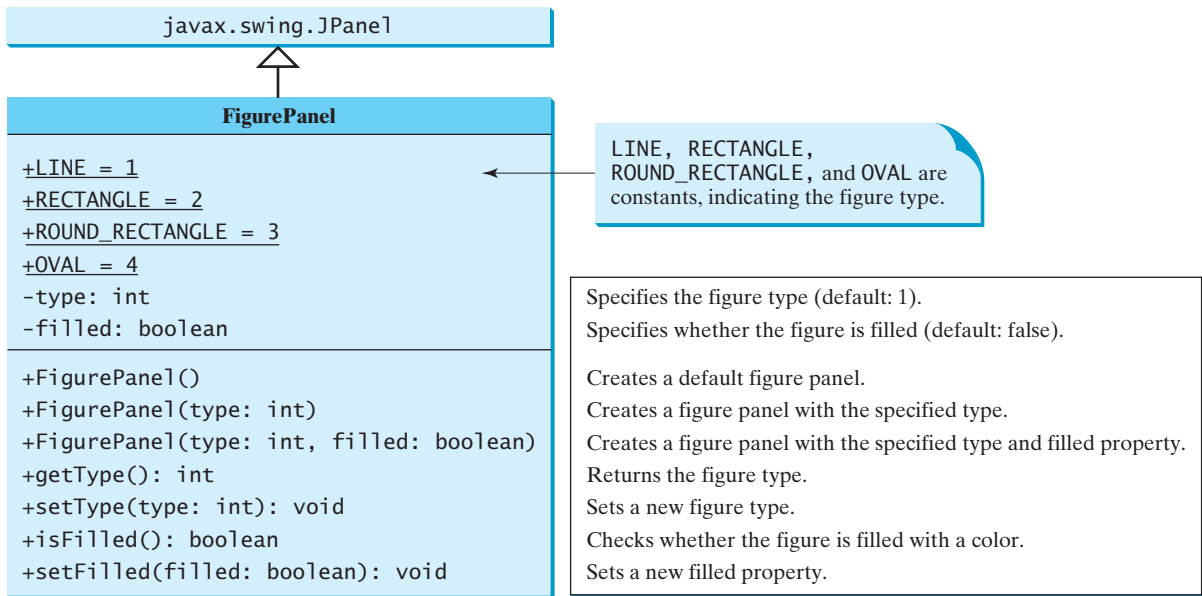 javax.swing.JPanel
FigurePanel
+LINE = 1
+RECTANGLE = 2
+ROUND_RECTANGLE = 3
+OVAL = 4
-type: int
-filled: boolean
LINE, RECTANGLE,
ROUND_RECTANGLE, and OVAL are
constants, indicating the figure type.
Specifies the figure type (default: 1).
Specifies whether the figure is filled (default: false).
+FigurePanel()
+FigurePanel(type: int)
+FigurePanel(type: int, filled: boolean)
+getType(): int
+setType(type: int): void
+isFilled(): boolean
+setFilled(filled: boolean): void
Creates a default figure panel.
Creates a figure panel with the specified type.
Creates a figure panel with the specified type and filled property.
Returns the figure type.
Sets a new figure type.
Checks whether the figure is filled with a color.
Sets a new filled property.